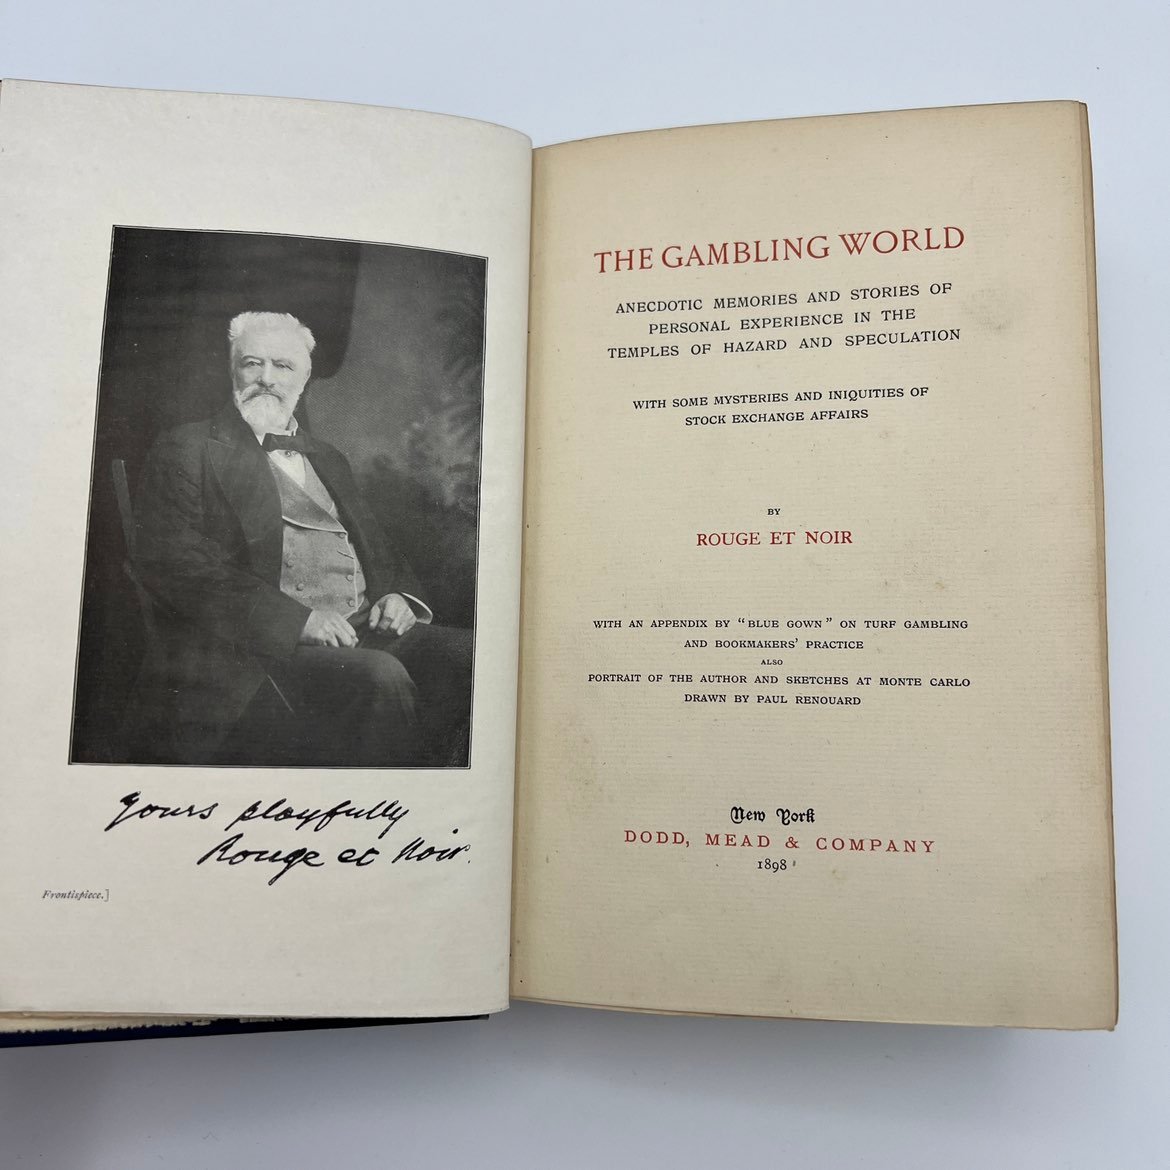 Yours playfully
Rouge et Noir.
Frontispiece.]
THE GAMBLING WORLD
ANECDOTIC MEMORIES AND STORIES OF
PERSONAL EXPERIENCE IN THE
TEMPLES OF HAZARD AND SPECULATION
WITH SOME MYSTERIES AND INIQUITIES OF
STOCK EXCHANGE AFFAIRS
BY
ROUGE ET NOIR
WITH AN APPENDIX BY "BLUE GOWN" ON TURF GAMBLING
AND BOOKMAKERS' PRACTICE
ALSO
PORTRAIT OF THE AUTHOR AND SKETCHES AT MONTE CARLO
DRAWN BY PAUL RENOUARD
New York
DODD, MEAD & COMPANY
1898